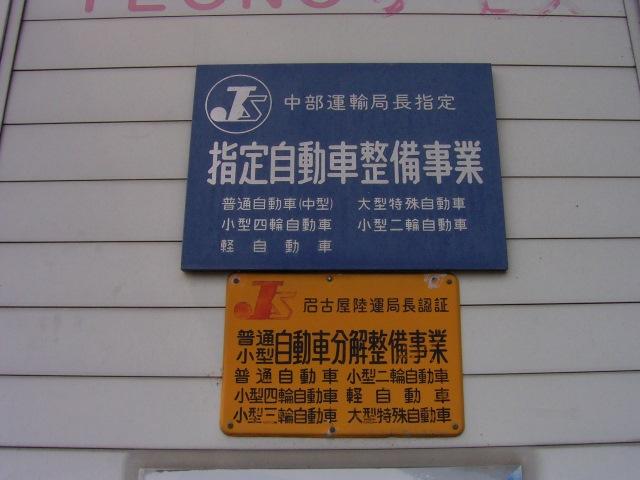 JS 中部運輸局長指定
指定自動車整備事業
普通自動車(中型) 大型特殊自動車
小型四輪自動車 小型二輪自動車
軽自動車
JS 名古屋陸運局長認証
普通小型自動車分解整備事業
普通自動車 小型二輪自動車
小型四輪自動車 軽自動車
小型三輪自動車 大型特殊自動車